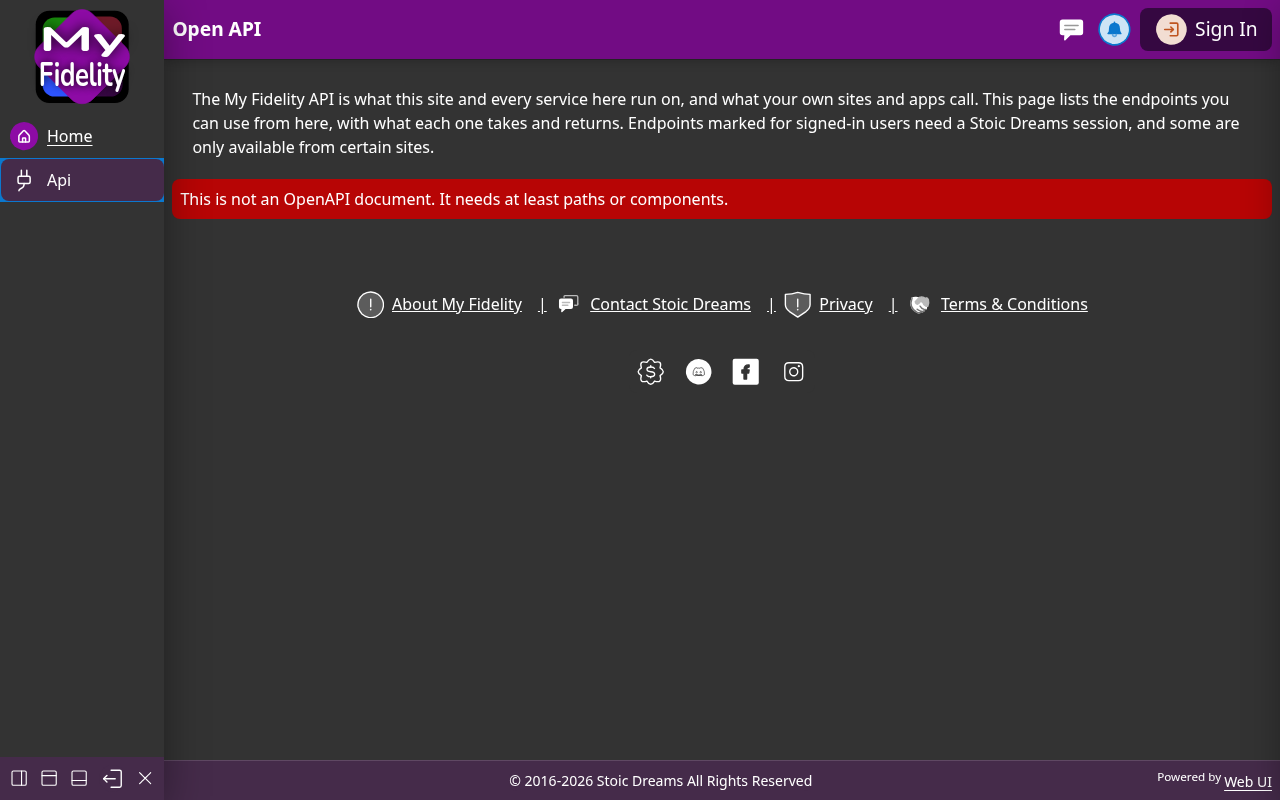 My
Fidelity
Open API
Sign In
Home
Api
The My Fidelity API is what this site and every service here run on, and what your own sites and apps call. This page lists the endpoints you
can use from here, with what each one takes and returns. Endpoints marked for signed-in users need a Stoic Dreams session, and some are
only available from certain sites.
This is not an OpenAPI document. It needs at least paths or components.
About My Fidelity | Contact Stoic Dreams | Privacy | Terms & Conditions
© 2016-2026 Stoic Dreams All Rights Reserved
Powered by Web UI